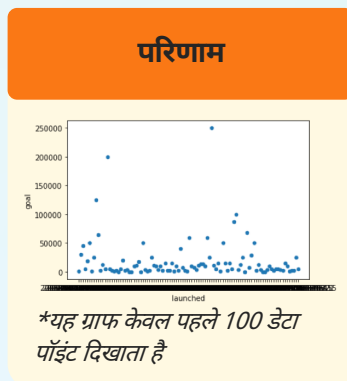 परिणाम
250000
200000
150000
100000
50000
0
goal
launched
*यह ग्राफ केवल पहले 100 डेटा
पॉइंट दिखाता है